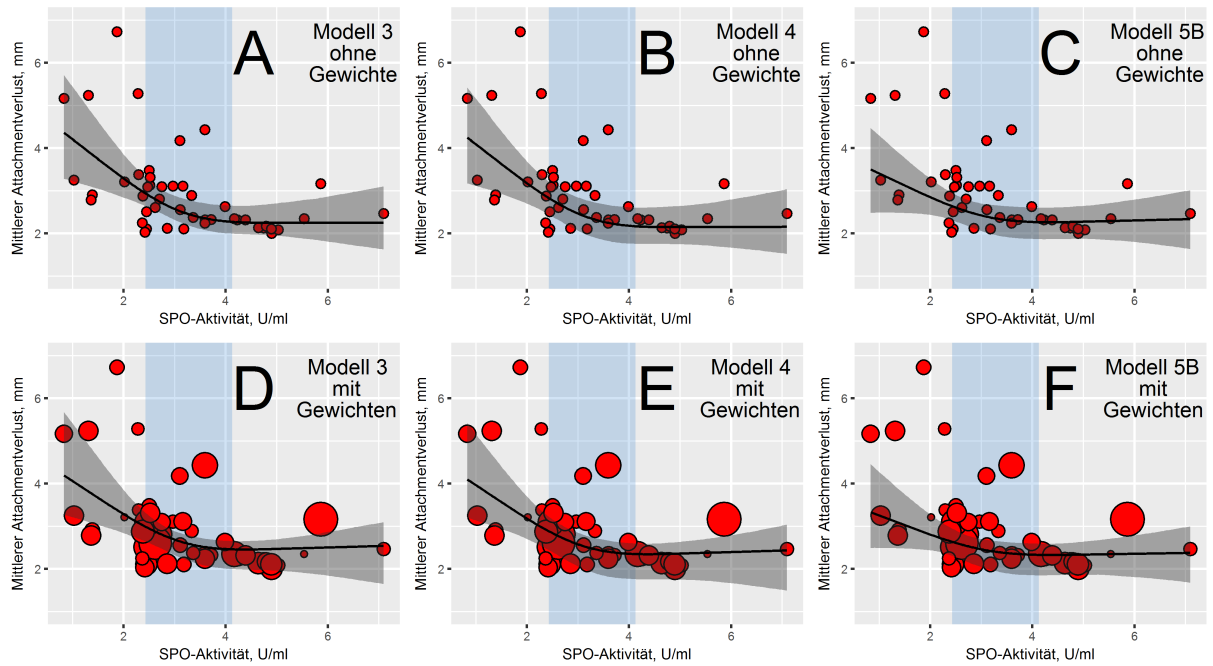 Mittlerer Attachmentverlust, mm
6
4
2
A
Modell 3
ohne
Gewichte
2
4
6
SPO-Aktivität, U/ml
Mittlerer Attachmentverlust, mm
6
4
2
B
Modell 4
ohne
Gewichte
2
4
6
SPO-Aktivität, U/ml
Mittlerer Attachmentverlust, mm
6
4
2
C
Modell 5B
ohne
Gewichte
2
4
6
SPO-Aktivität, U/ml
Mittlerer Attachmentverlust, mm
6
4
2
D
Modell 3
mit
Gewichten
2
4
6
SPO-Aktivität, U/ml
Mittlerer Attachmentverlust, mm
6
4
2
E
Modell 4
mit
Gewichten
2
4
6
SPO-Aktivität, U/ml
Mittlerer Attachmentverlust, mm
6
4
2
F
Modell 5B
mit
Gewichten
2
4
6
SPO-Aktivität, U/ml